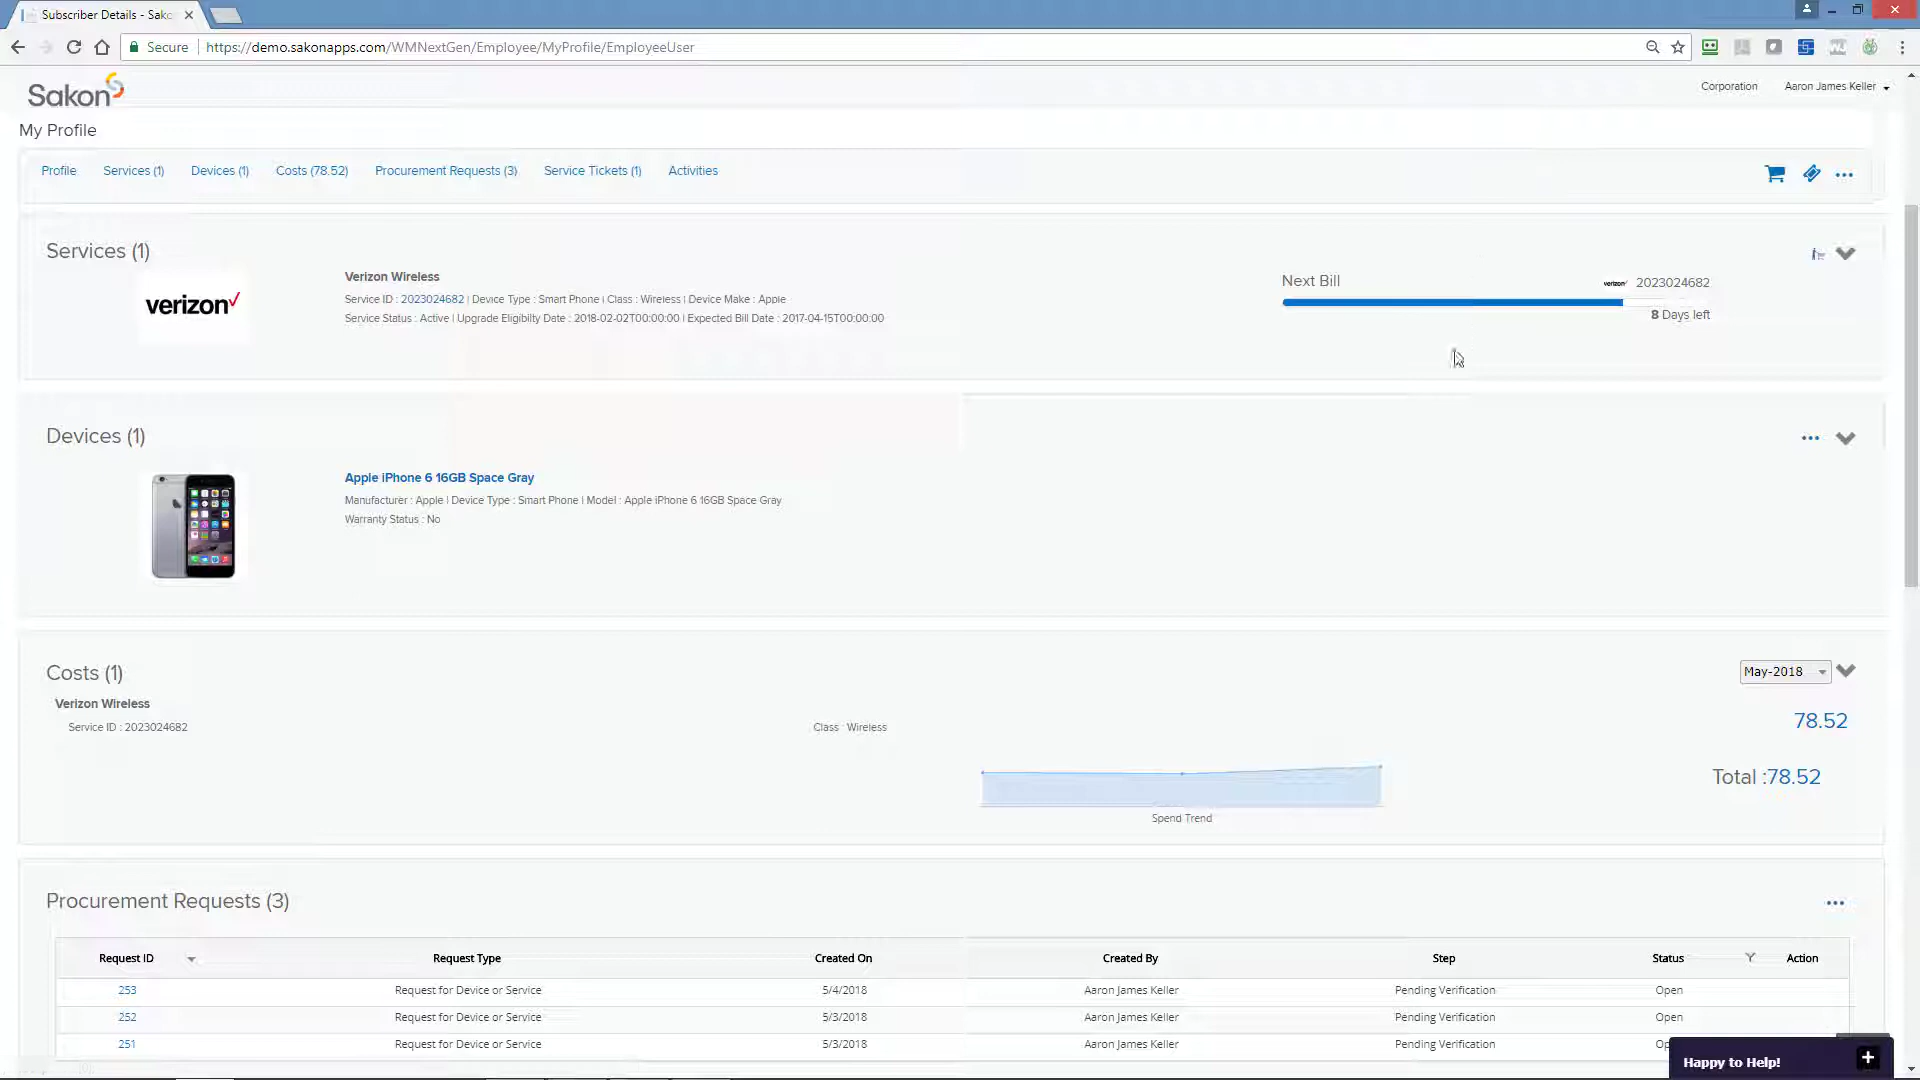 Subscriber Details - Sako
Secure
https://demo.sakonapps.com/WMNextGen/Employee/MyProfile/EmployeeUser
Sakon
Corporation
Aaron James Keller
My Profile
Profile
Services (1)
Devices (1)
Costs (78.52)
Procurement Requests (3)
Service Tickets (1)
Activities
Services (1)
verizon
Verizon Wireless
Service ID : 2023024682 | Device Type : Smart Phone | Class : Wireless | Device Make : Apple
Service Status : Active | Upgrade Eligibilty Date : 2018-02-02T00:00:00 | Expected Bill Date : 2017-04-15T00:00:00
Next Bill
verizon
2023024682
8 Days left
Devices (1)
Apple iPhone 6 16GB Space Gray
Manufacturer : Apple | Device Type : Smart Phone | Model : Apple iPhone 6 16GB Space Gray
Warranty Status : No
Costs (1)
May-2018
Verizon Wireless
Service ID : 2023024682
Class : Wireless
78.52
Total :78.52
Spend Trend
Procurement Requests (3)
Request ID Request Type Created On Created By Step Status Action
253 Request for Device or Service 5/4/2018 Aaron James Keller Pending Verification Open
252 Request for Device or Service 5/3/2018 Aaron James Keller Pending Verification Open
251 Request for Device or Service 5/3/2018 Aaron James Keller Pending Verification Op
Happy to Help!